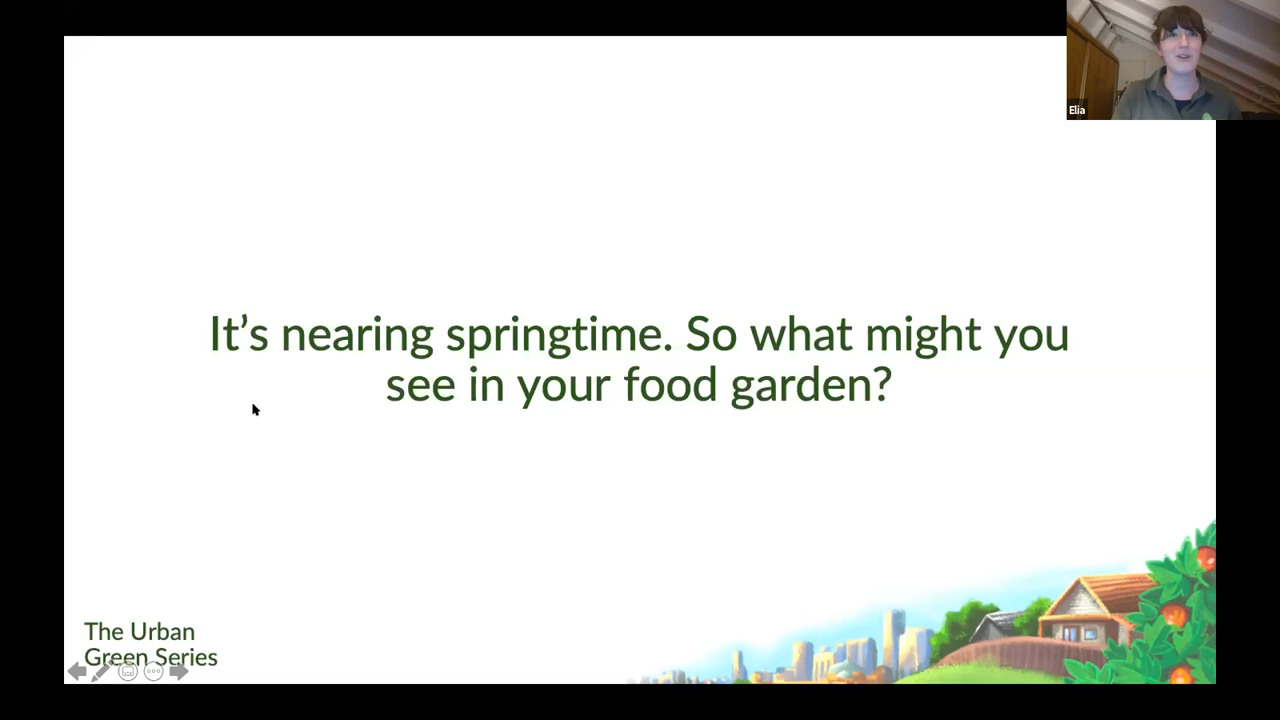 Elia
It’s nearing springtime. So what might you
see in your food garden?
The Urban
Green Series